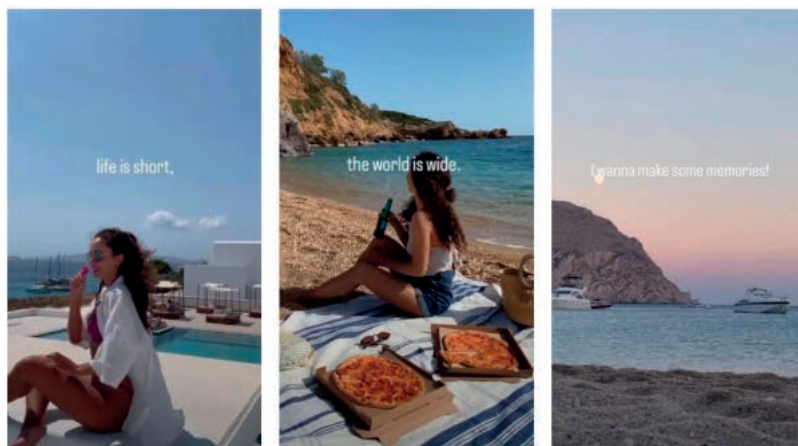 life is short,
the world is wide.
I wanna make some memories!